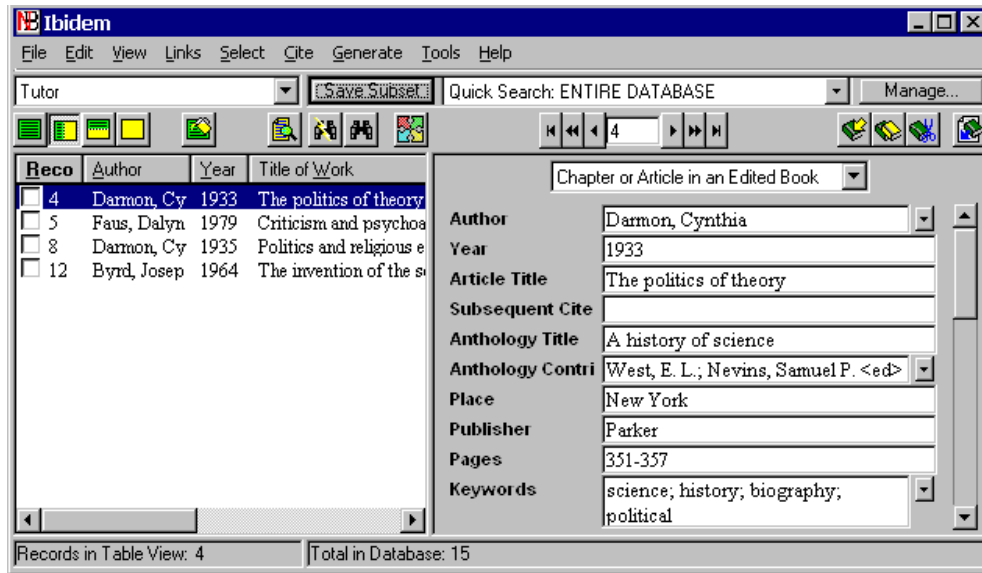 NB Ibidem
File Edit View Links Select Cite Generate Tools Help
Tutor Save Subset Quick Search: ENTIRE DATABASE Manage...
4
Reco Author Year Title of Work
4 Darmon, Cy 1933 The politics of theory
5 Faus, Dalyn 1979 Criticism and psychoa
8 Darmon, Cy 1935 Politics and religious e
12 Byrd, Josep 1964 The invention of the s
Chapter or Article in an Edited Book
Author Darmon, Cynthia
Year 1933
Article Title The politics of theory
Subsequent Cite
Anthology Title A history of science
Anthology Contri West, E. L.; Nevins, Samuel P. <ed>
Place New York
Publisher Parker
Pages 351-357
Keywords science; history; biography;
political
Records in Table View: 4 Total in Database: 15